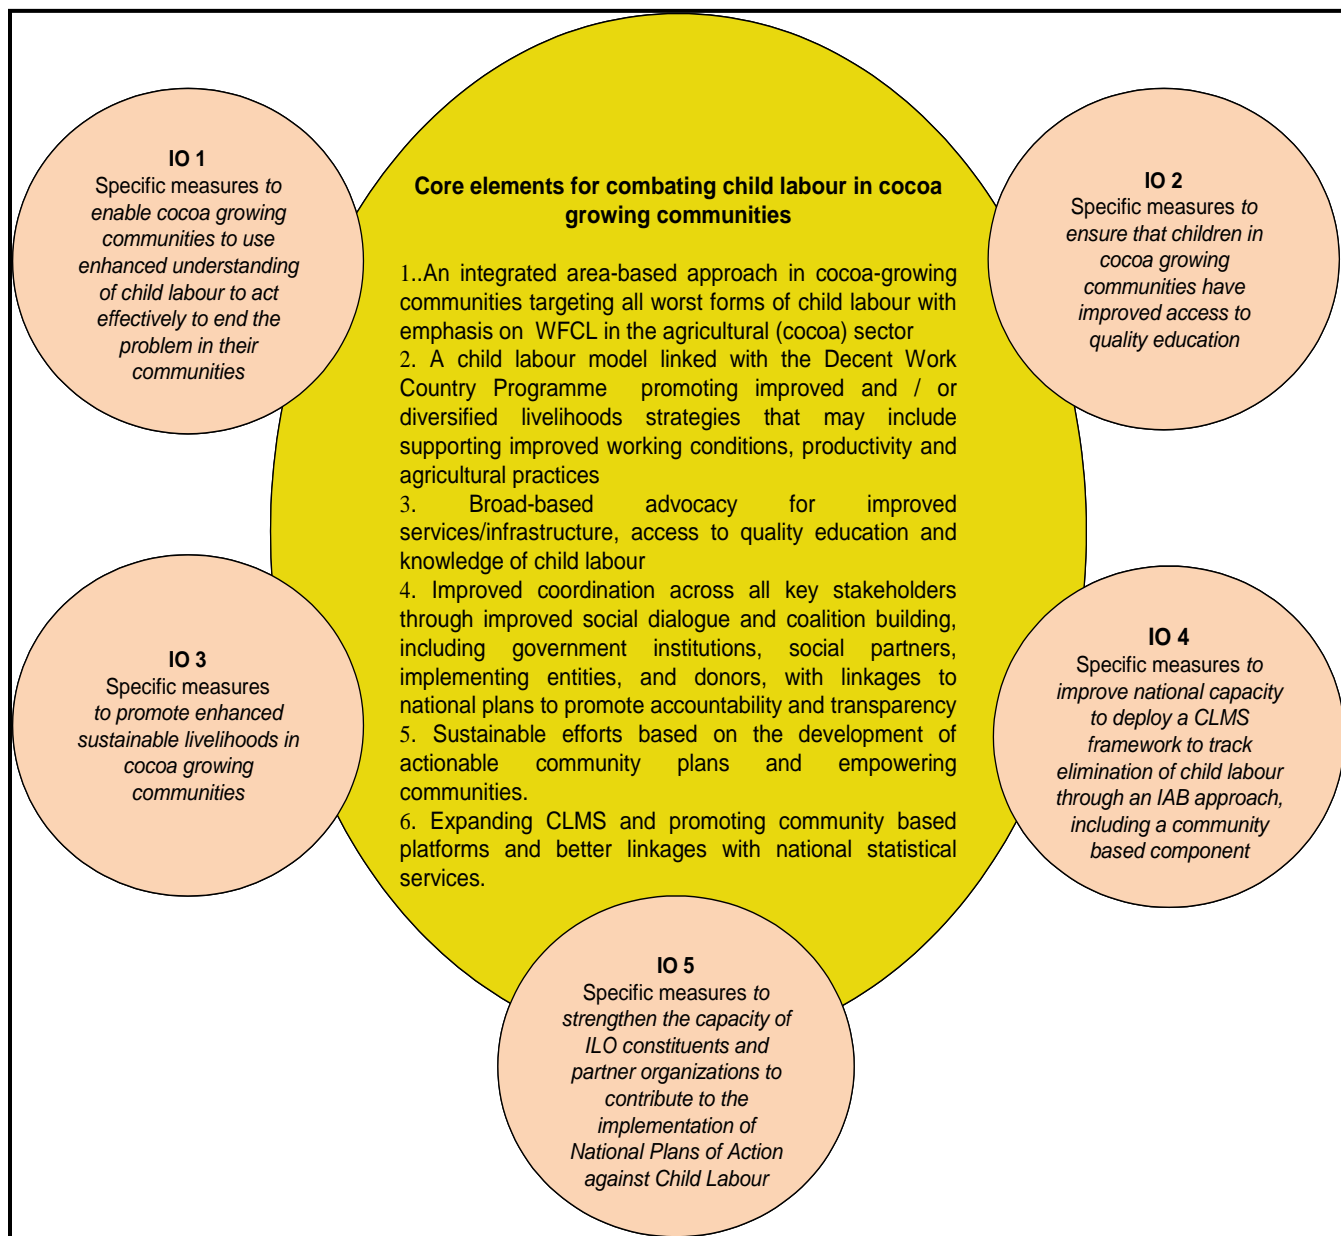 IO 1
Specific measures to
enable cocoa growing
communities to use
enhanced understanding
of child labour to act
effectively to end the
problem in their
communities
Core elements for combating child labour in cocoa
growing communities
1..An integrated area-based approach in cocoa-growing
communities targeting all worst forms of child labour with
emphasis on WFCL in the agricultural (cocoa) sector
2. A child labour model linked with the Decent Work
Country Programme promoting improved and / or
diversified livelihoods strategies that may include
supporting improved working conditions, productivity and
agricultural practices
3. Broad-based advocacy for improved
services/infrastructure, access to quality education and
knowledge of child labour
4. Improved coordination across all key stakeholders
through improved social dialogue and coalition building,
including government institutions, social partners,
implementing entities, and donors, with linkages to
national plans to promote accountability and transparency
5. Sustainable efforts based on the development of
actionable community plans and empowering
communities.
6. Expanding CLMS and promoting community based
platforms and better linkages with national statistical
services.
IO 2
Specific measures to
ensure that children in
cocoa growing
communities have
improved access to
quality education
IO 3
Specific measures
to promote enhanced
sustainable livelihoods in
cocoa growing
communities
IO 4
Specific measures to
improve national capacity
to deploy a CLMS
framework to track
elimination of child labour
through an IAB approach,
including a community
based component
IO 5
Specific measures to
strengthen the capacity of
ILO constituents and
partner organizations to
contribute to the
implementation of
National Plans of Action
against Child Labour